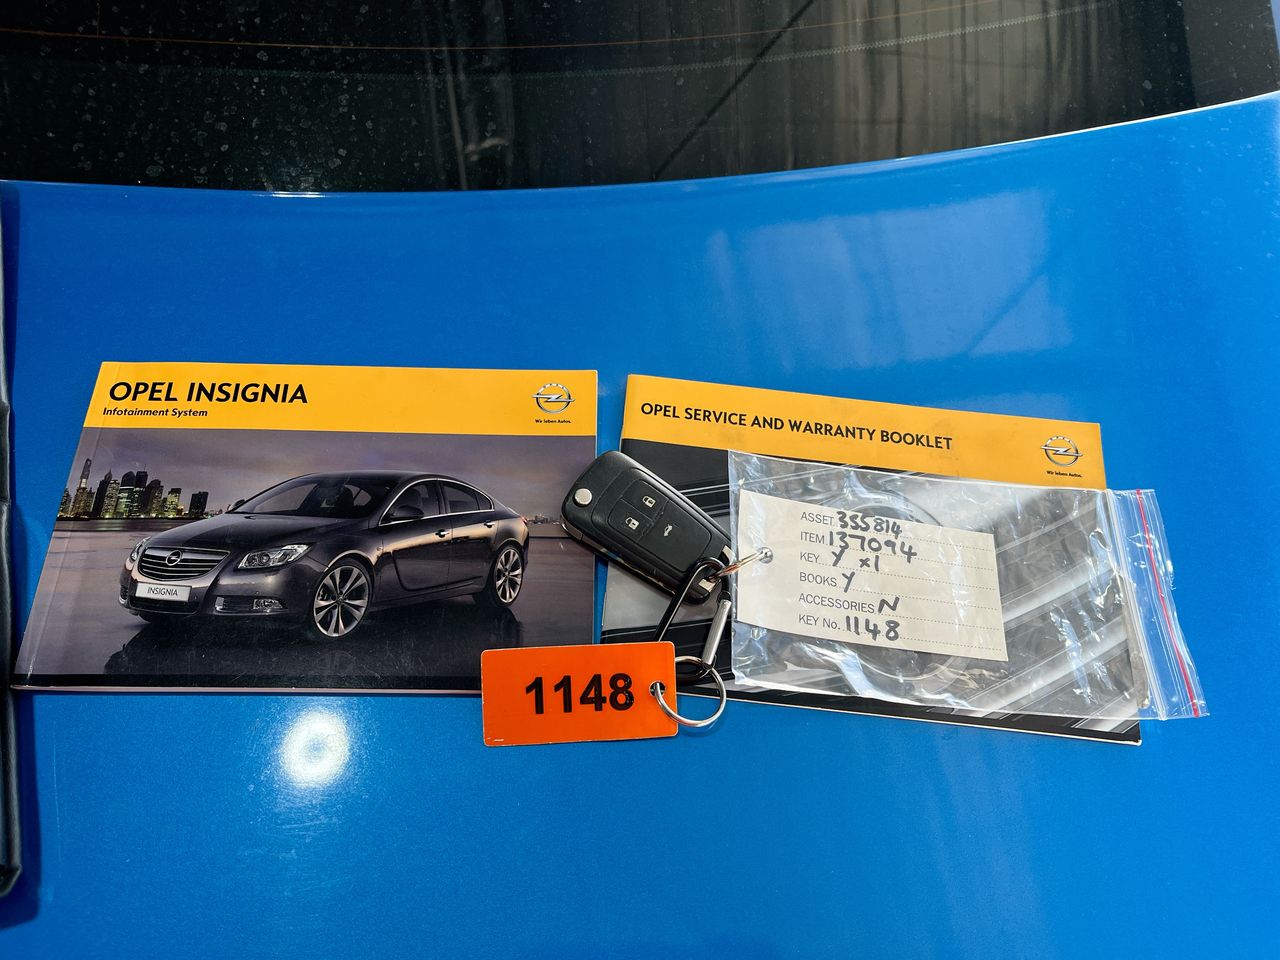 OPEL INSIGNIA
Infotainment System
Wir leben Autos.
INSIGNIA
OPEL SERVICE AND WARRANTY BOOKLET
Wir leben Autos.
ASSET 335814
ITEM 137094
KEY Y x1
BOOKS Y
ACCESSORIES N
KEY No. 1148
1148